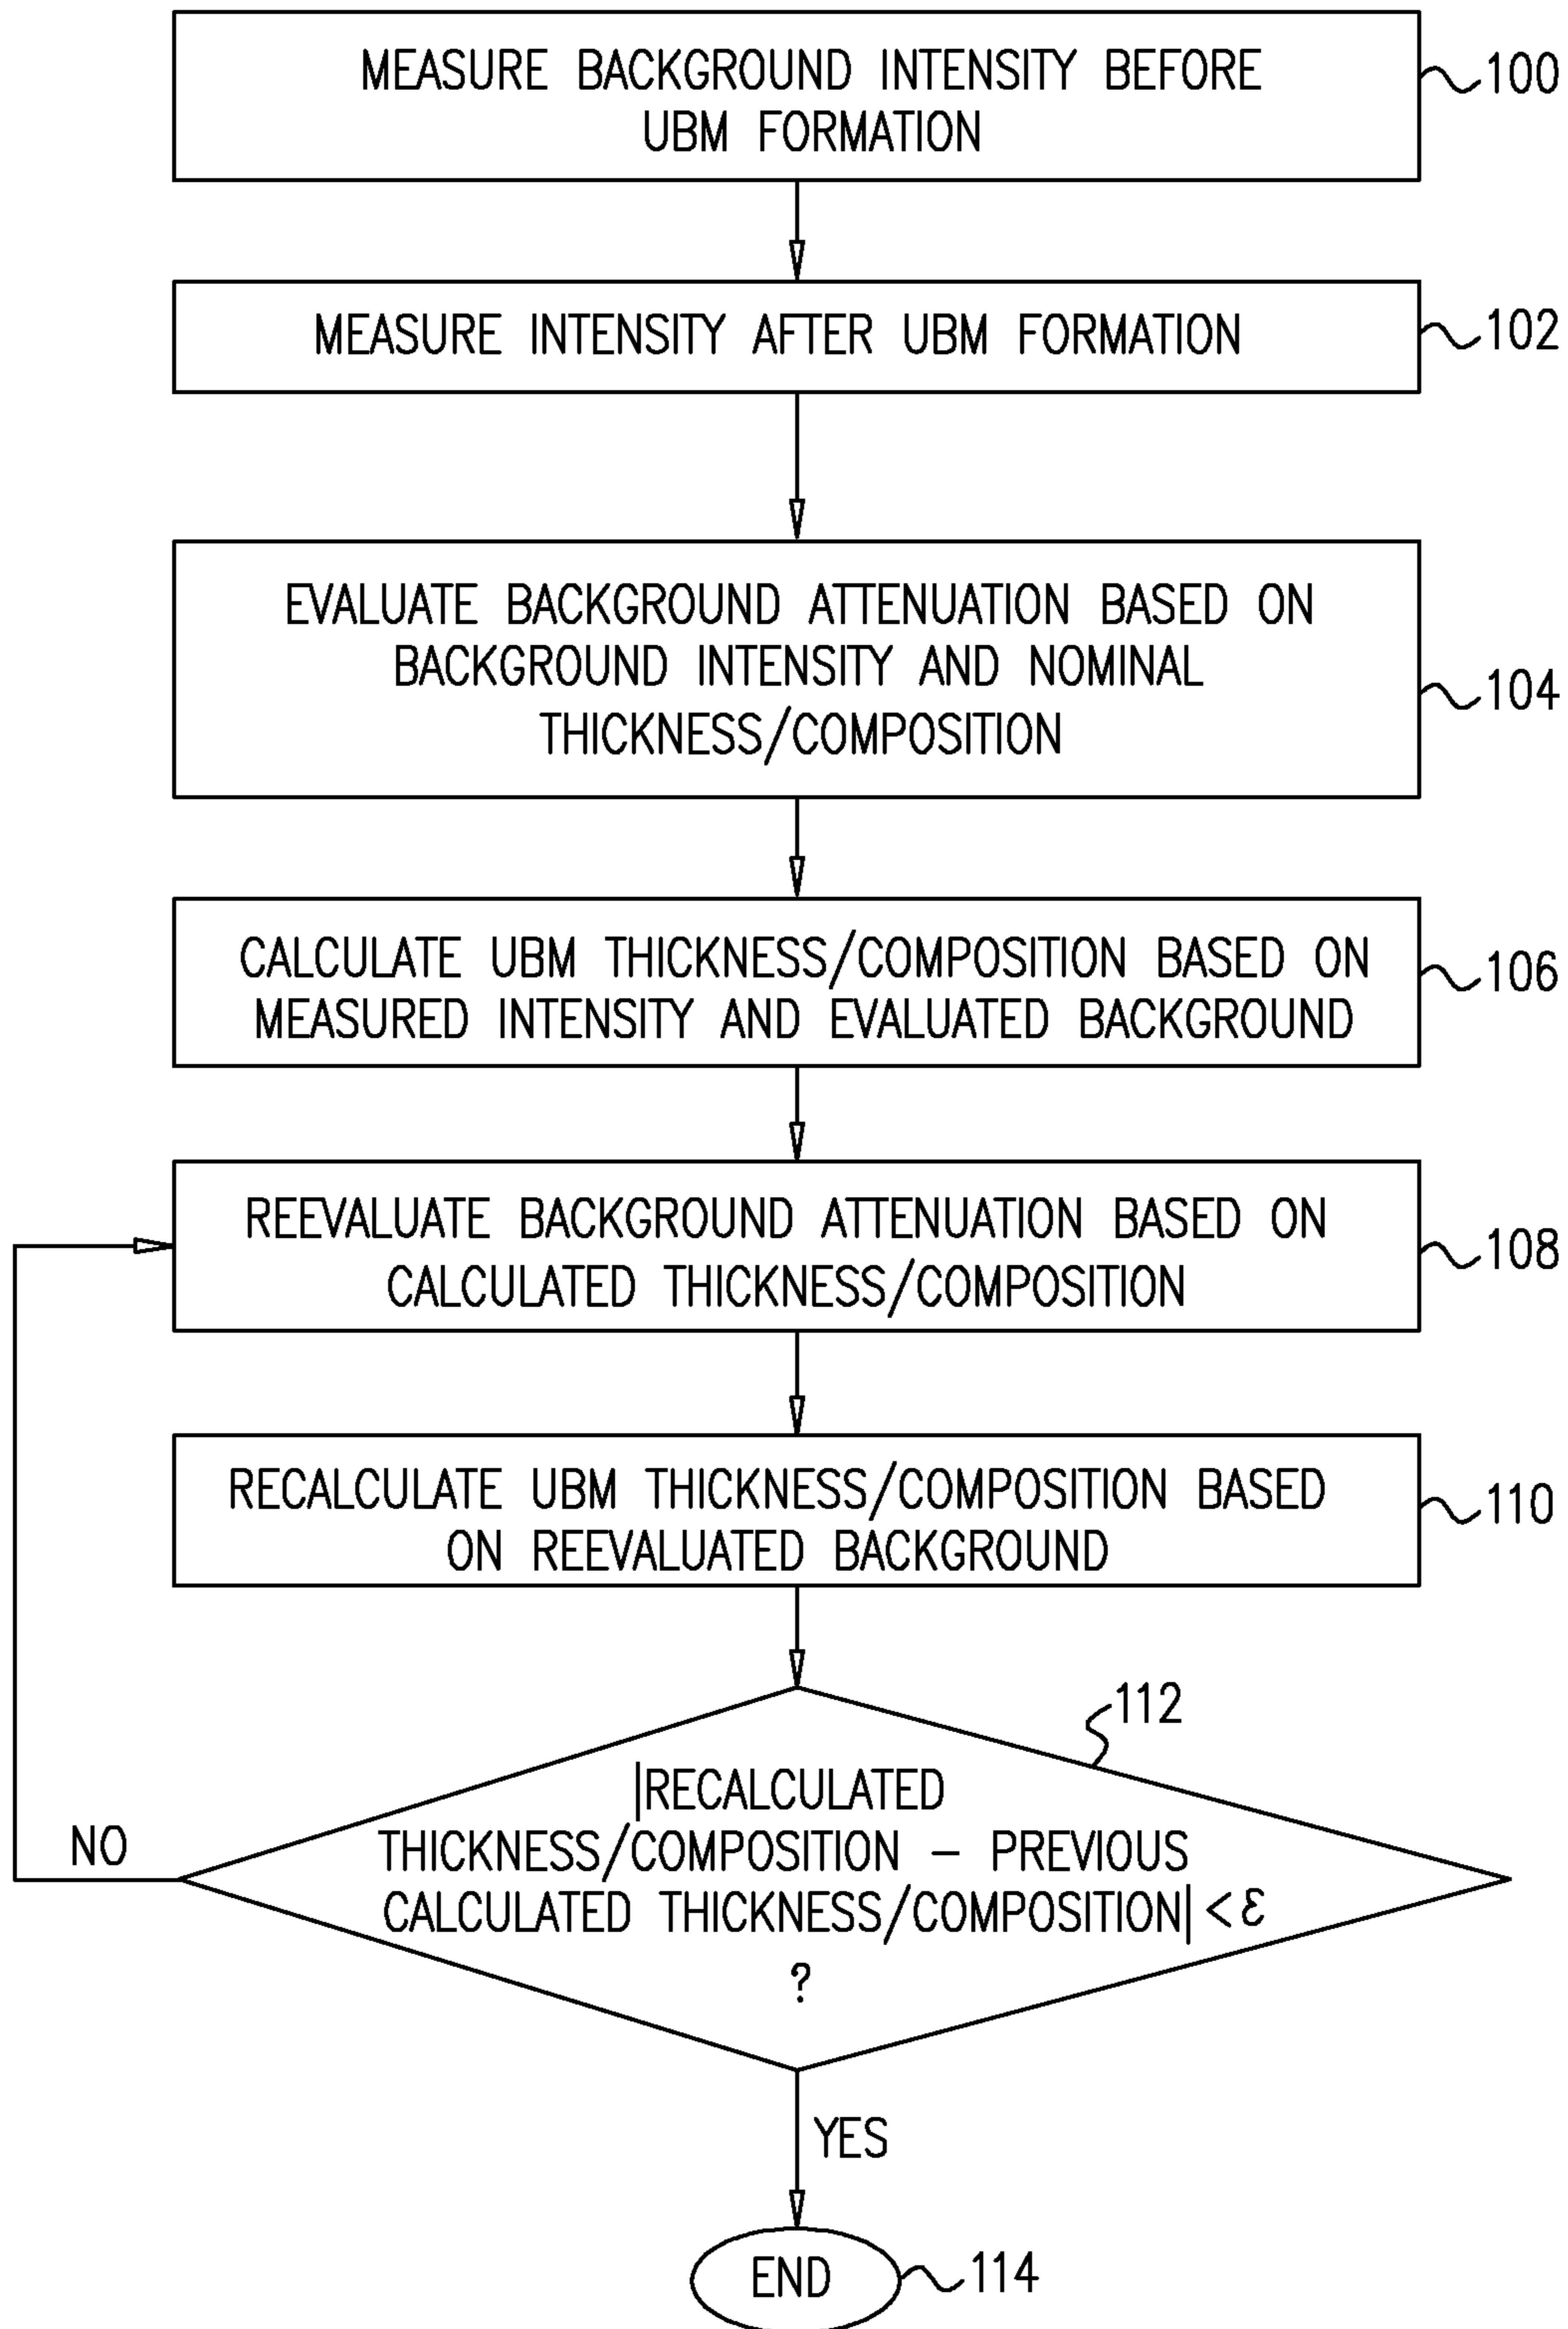 MEASURE BACKGROUND INTENSITY BEFORE
UBM FORMATION
100
MEASURE INTENSITY AFTER UBM FORMATION
102
EVALUATE BACKGROUND ATTENUATION BASED ON
BACKGROUND INTENSITY AND NOMINAL
THICKNESS/COMPOSITION
104
CALCULATE UBM THICKNESS/COMPOSITION BASED ON
MEASURED INTENSITY AND EVALUATED BACKGROUND
106
REEVALUATE BACKGROUND ATTENUATION BASED ON
CALCULATED THICKNESS/COMPOSITION
108
RECALCULATE UBM THICKNESS/COMPOSITION BASED
ON REEVALUATED BACKGROUND
110
112
|RECALCULATED
THICKNESS/COMPOSITION – PREVIOUS
CALCULATED THICKNESS/COMPOSITION| < ε
?
NO
YES
END
114